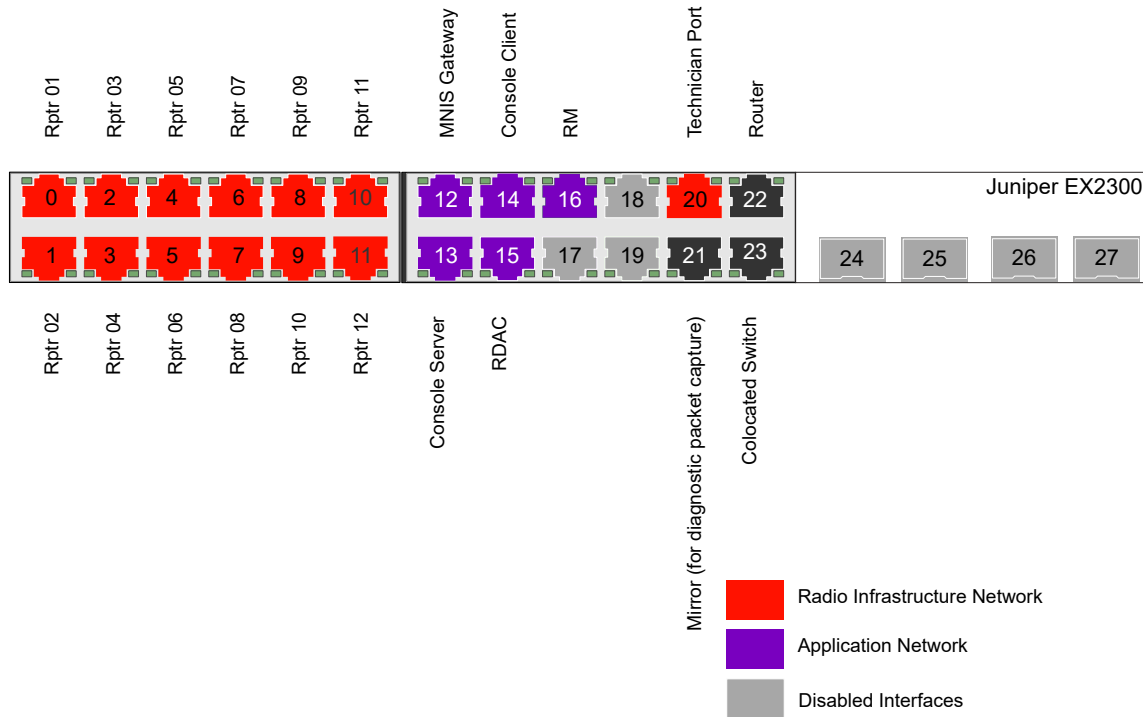 Rptr 01
Rptr 03
Rptr 05
Rptr 07
Rptr 09
Rptr 11
MNIS Gateway
Console Client
RM
Technician Port
Router
0
2
4
6
8
10
12
14
16
18
20
22
Juniper EX2300
1
3
5
7
9
11
13
15
17
19
21
23
24
25
26
27
Rptr 02
Rptr 04
Rptr 06
Rptr 08
Rptr 10
Rptr 12
Console Server
RDAC
Mirror (for diagnostic packet capture)
Colocated Switch
Radio Infrastructure Network
Application Network
Disabled Interfaces